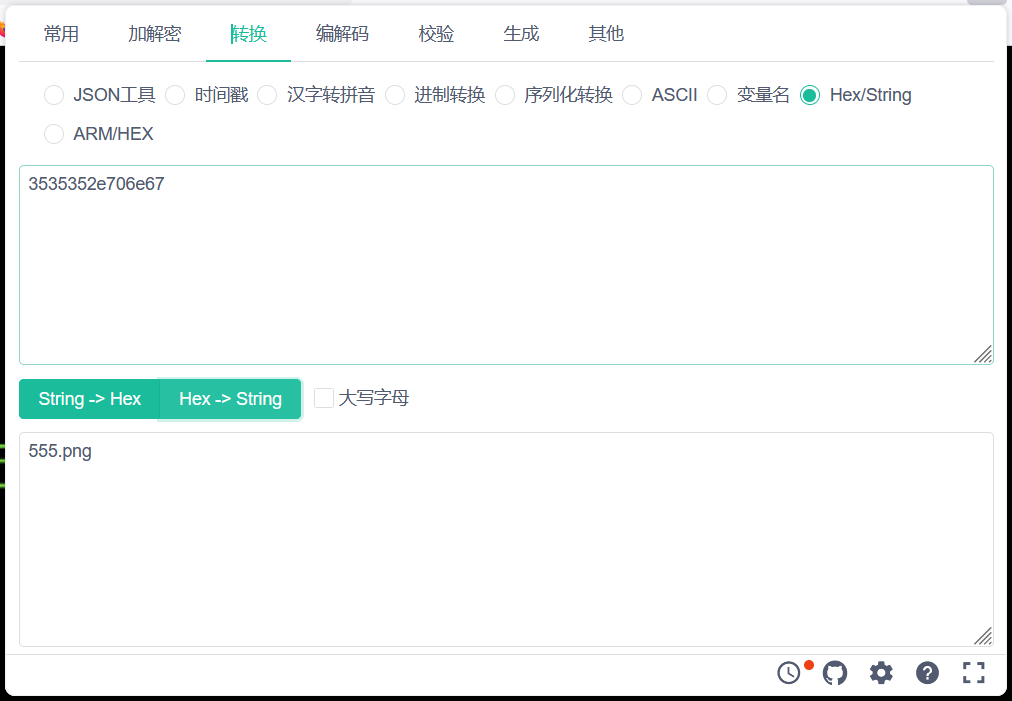 常用 加解密 转换 编解码 校验 生成 其他
JSON工具 时间戳 汉字转拼音 进制转换 序列化转换 ASCII 变量名 Hex/String
ARM/HEX
3535352e706e67
String -> Hex Hex -> String 大写字母
555.png